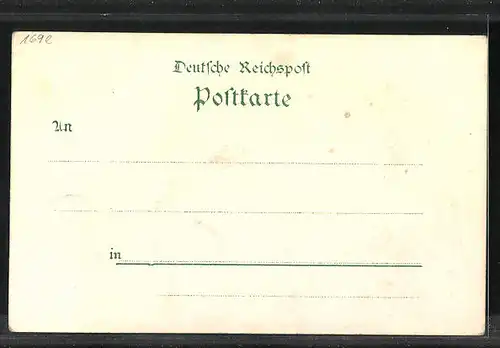 1692
Deutſche Reichspoſt
Poſtkarte
An
in